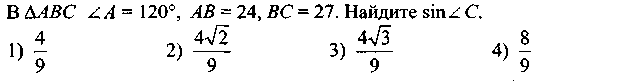 В ΔABC ∠A = 120°, AB = 24, BC = 27. Найдите sin∠C.
1) 4/9 2) 4√2/9 3) 4√3/9 4) 8/9